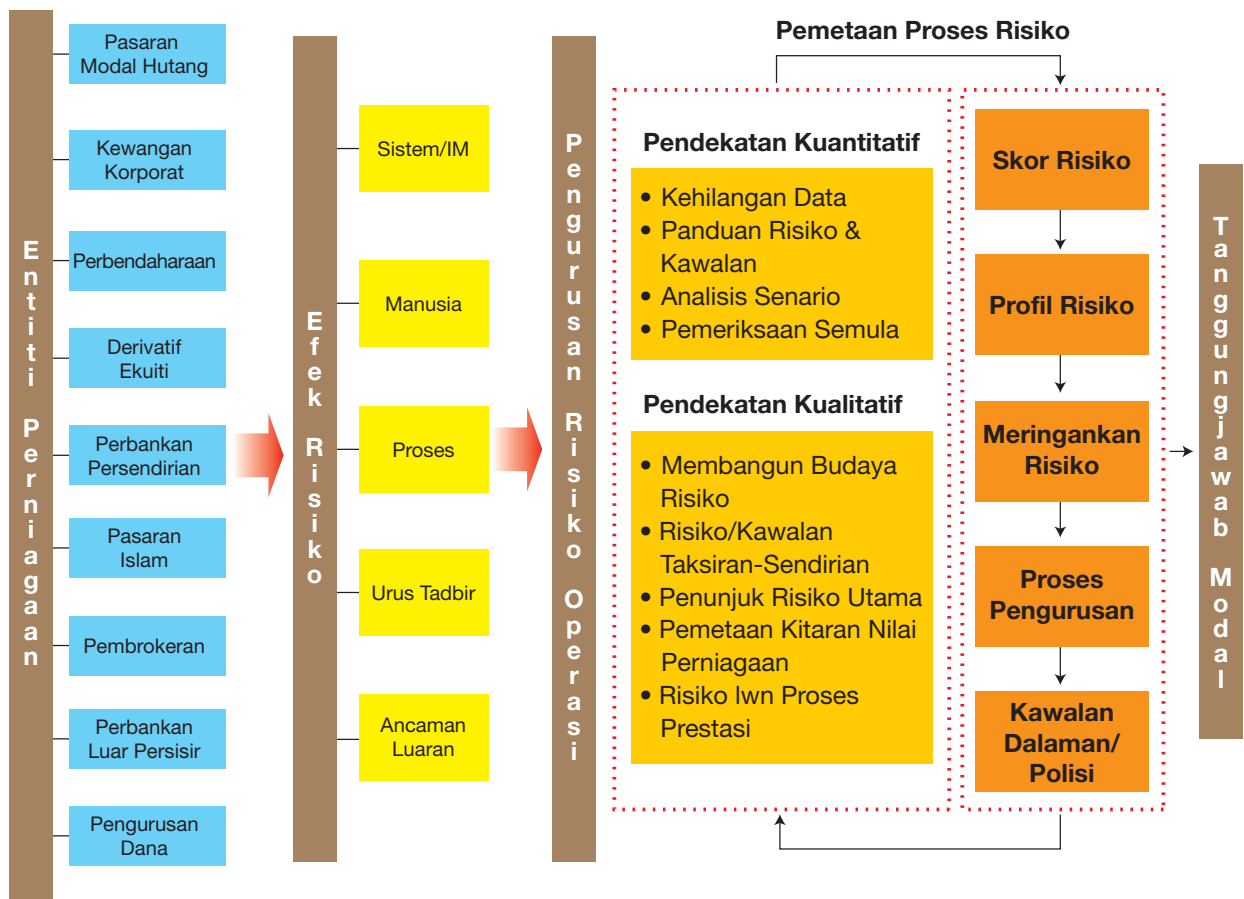 Entiti Perniagaan
Pasaran
Modal Hutang
Kewangan
Korporat
Perbendaharaan
Derivatif
Ekuiti
Perbankan
Persendirian
Pasaran
Islam
Pembrokeran
Perbankan
Luar Persisir
Pengurusan
Dana
Efek Risiko
Sistem/IM
Manusia
Proses
Urus Tadbir
Ancaman
Luaran
Pengurusan Risiko Operasi
Pemetaan Proses Risiko
Pendekatan Kuantitatif
• Kehilangan Data
• Panduan Risiko &
Kawalan
• Analisis Senario
• Pemeriksaan Semula
Pendekatan Kualitatif
• Membangun Budaya
Risiko
• Risiko/Kawalan
Taksiran-Sendirian
• Penunjuk Risiko Utama
• Pemetaan Kitaran Nilai
Perniagaan
• Risiko lwn Proses
Prestasi
Skor Risiko
Profil Risiko
Meringankan
Risiko
Proses
Pengurusan
Kawalan
Dalaman/
Polisi
Tanggungjawab Modal